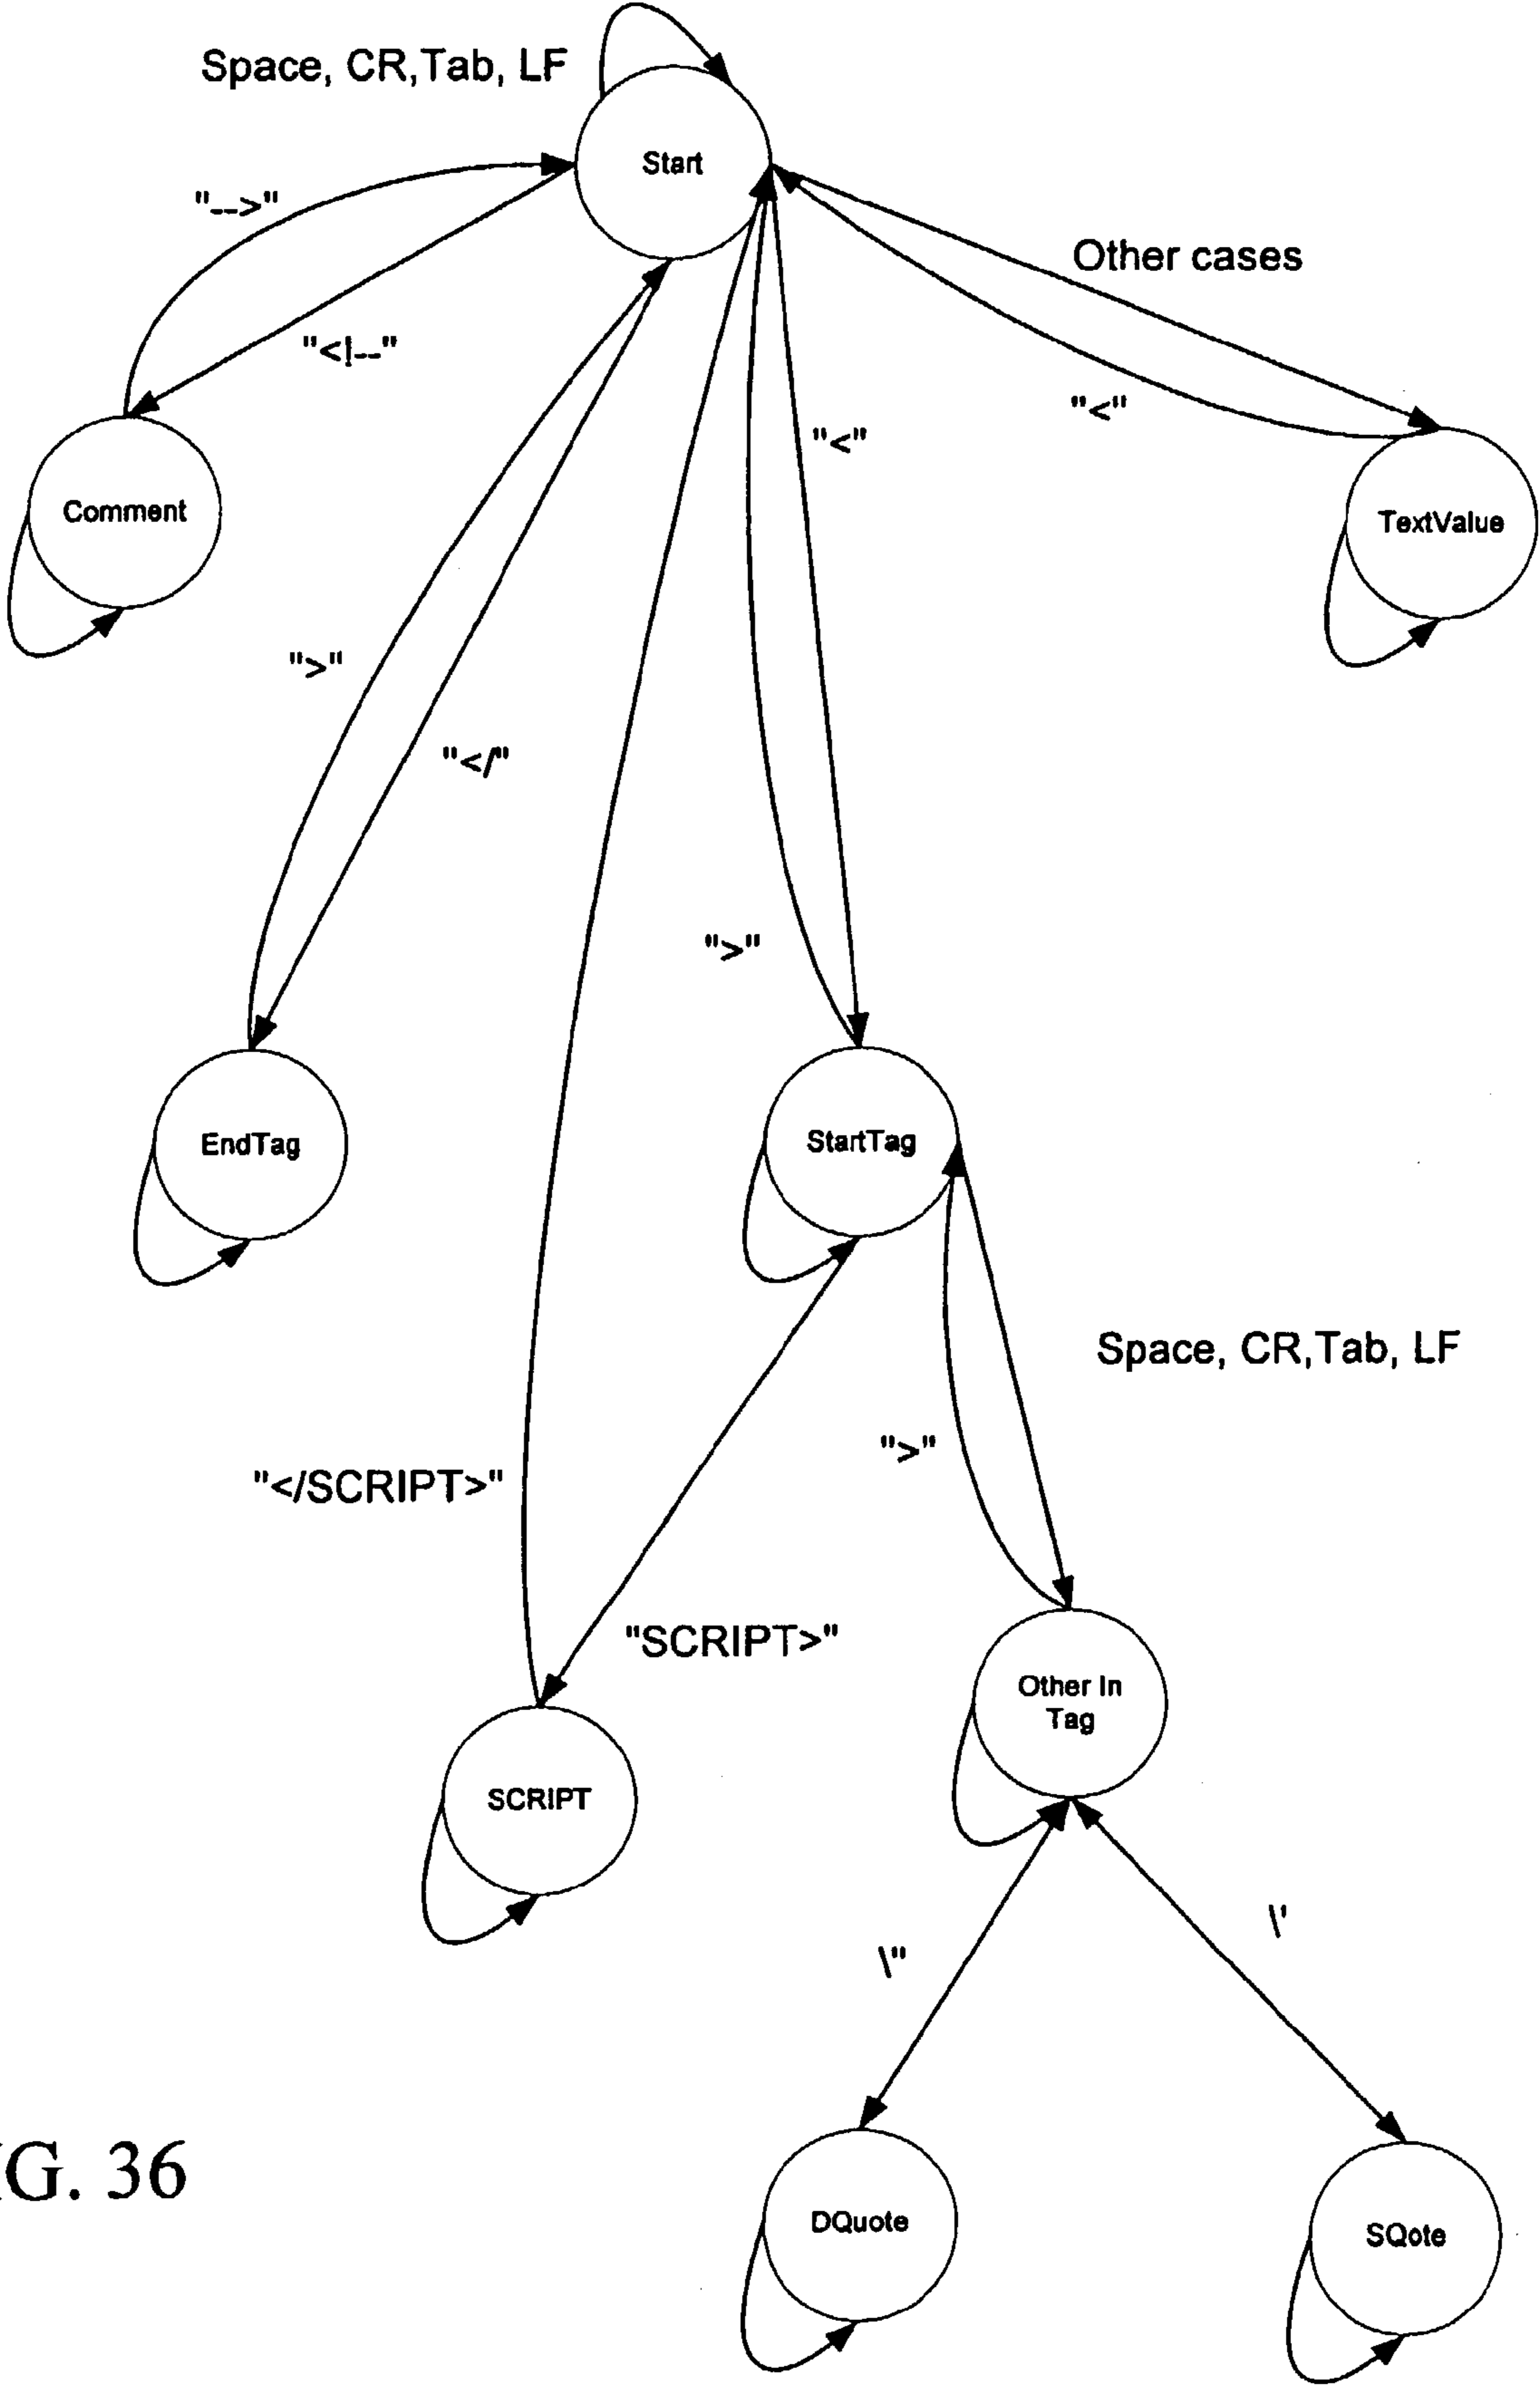 Space, CR,Tab, LF
Start
"-->"
Other cases
"<!--"
"<"
"<"
Comment
TextValue
">"
"</"
">"
EndTag
StartTag
Space, CR,Tab, LF
">"
"</SCRIPT>"
"SCRIPT>"
Other In
Tag
SCRIPT
\'
\"
G. 36
DQuote
SQote